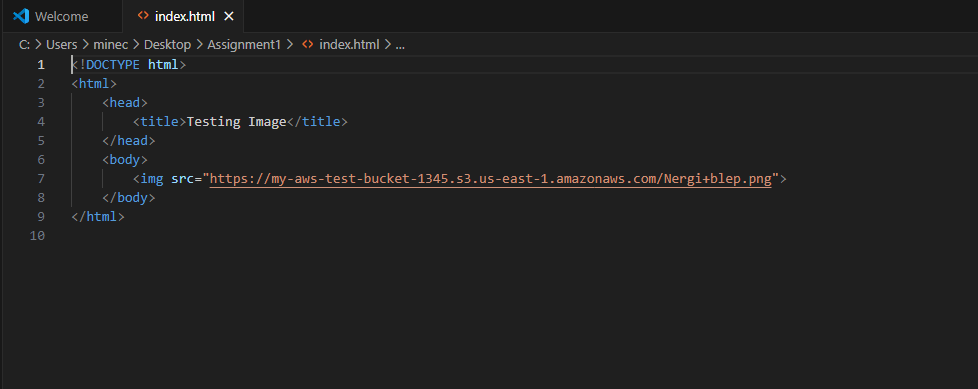 Welcome index.html
C: > Users > minec > Desktop > Assignment1 > index.html > ...
1 <!DOCTYPE html>
2 <html>
3     <head>
4         <title>Testing Image</title>
5     </head>
6     <body>
7         <img src="https://my-aws-test-bucket-1345.s3.us-east-1.amazonaws.com/Nergi+blep.png">
8     </body>
9 </html>
10